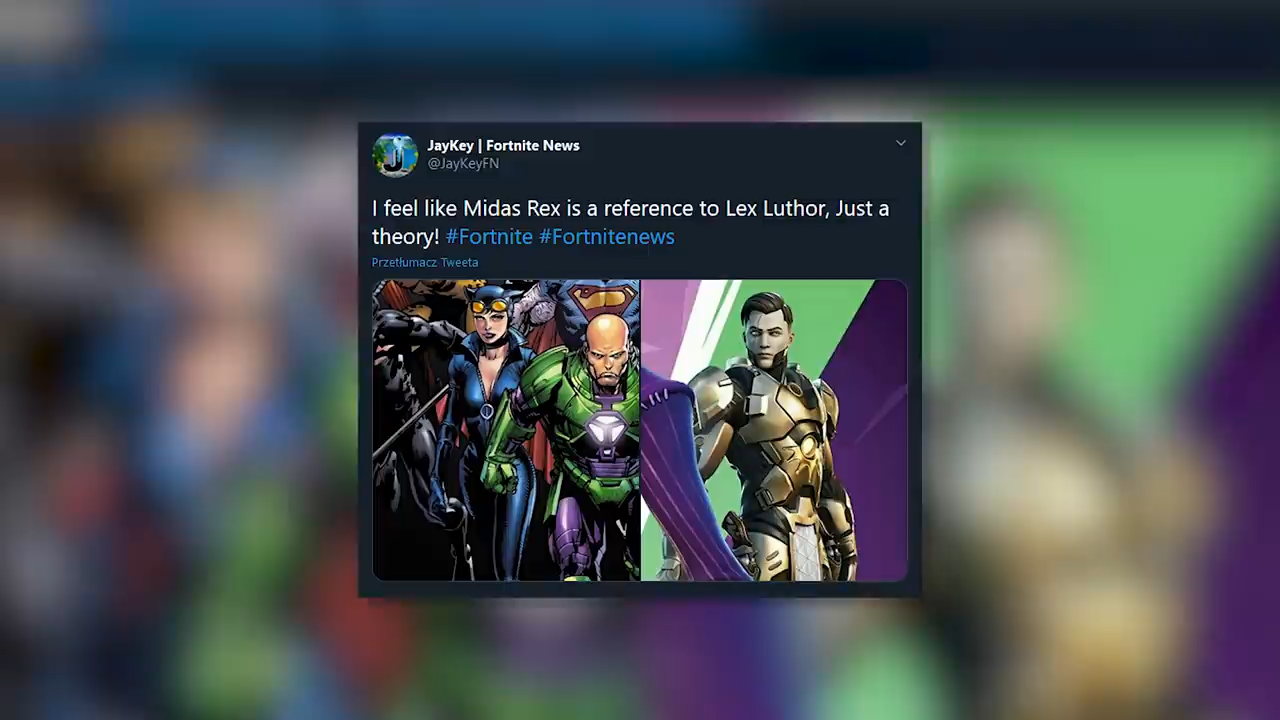 JayKey | Fortnite News
@JayKeyFN
I feel like Midas Rex is a reference to Lex Luthor, Just a
theory! #Fortnite #Fortnitenews
Przetłumacz Tweeta